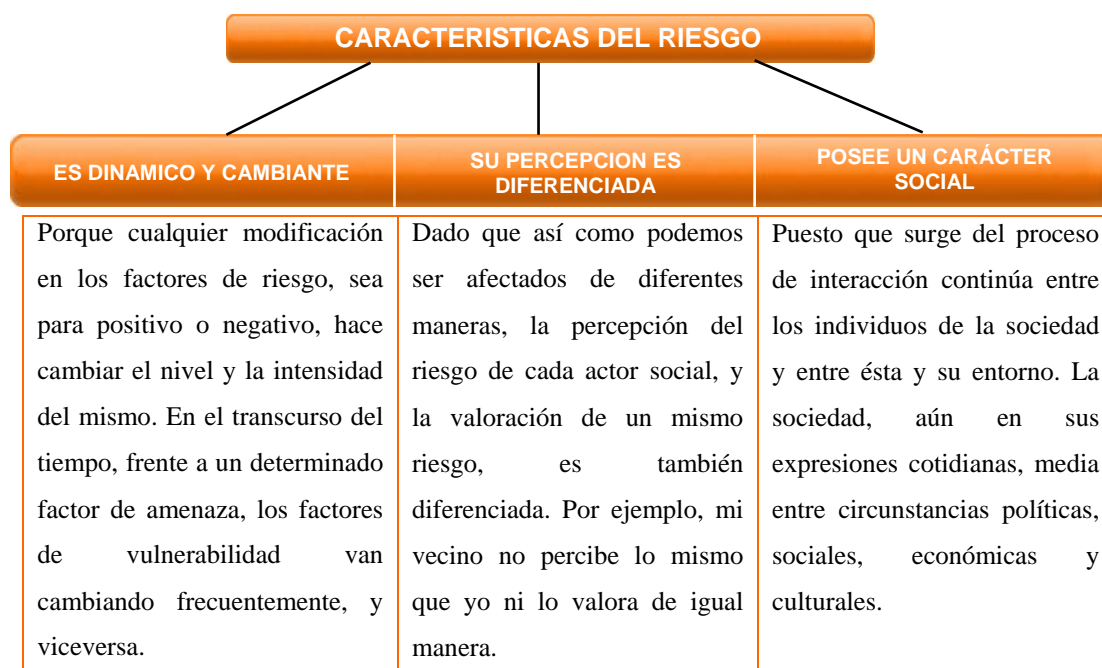 CARACTERISTICAS DEL RIESGO
ES DINAMICO Y CAMBIANTE
Porque cualquier modificación
en los factores de riesgo, sea
para positivo o negativo, hace
cambiar el nivel y la intensidad
del mismo. En el transcurso del
tiempo, frente a un determinado
factor de amenaza, los factores
de vulnerabilidad van
cambiando frecuentemente, y
viceversa.
SU PERCEPCION ES
DIFERENCIADA
Dado que así como podemos
ser afectados de diferentes
maneras, la percepción del
riesgo de cada actor social, y
la valoración de un mismo
riesgo, es también
diferenciada. Por ejemplo, mi
vecino no percibe lo mismo
que yo ni lo valora de igual
manera.
POSEE UN CARÁCTER
SOCIAL
Puesto que surge del proceso
de interacción continúa entre
los individuos de la sociedad
y entre ésta y su entorno. La
sociedad, aún en sus
expresiones cotidianas, media
entre circunstancias políticas,
sociales, económicas y
culturales.